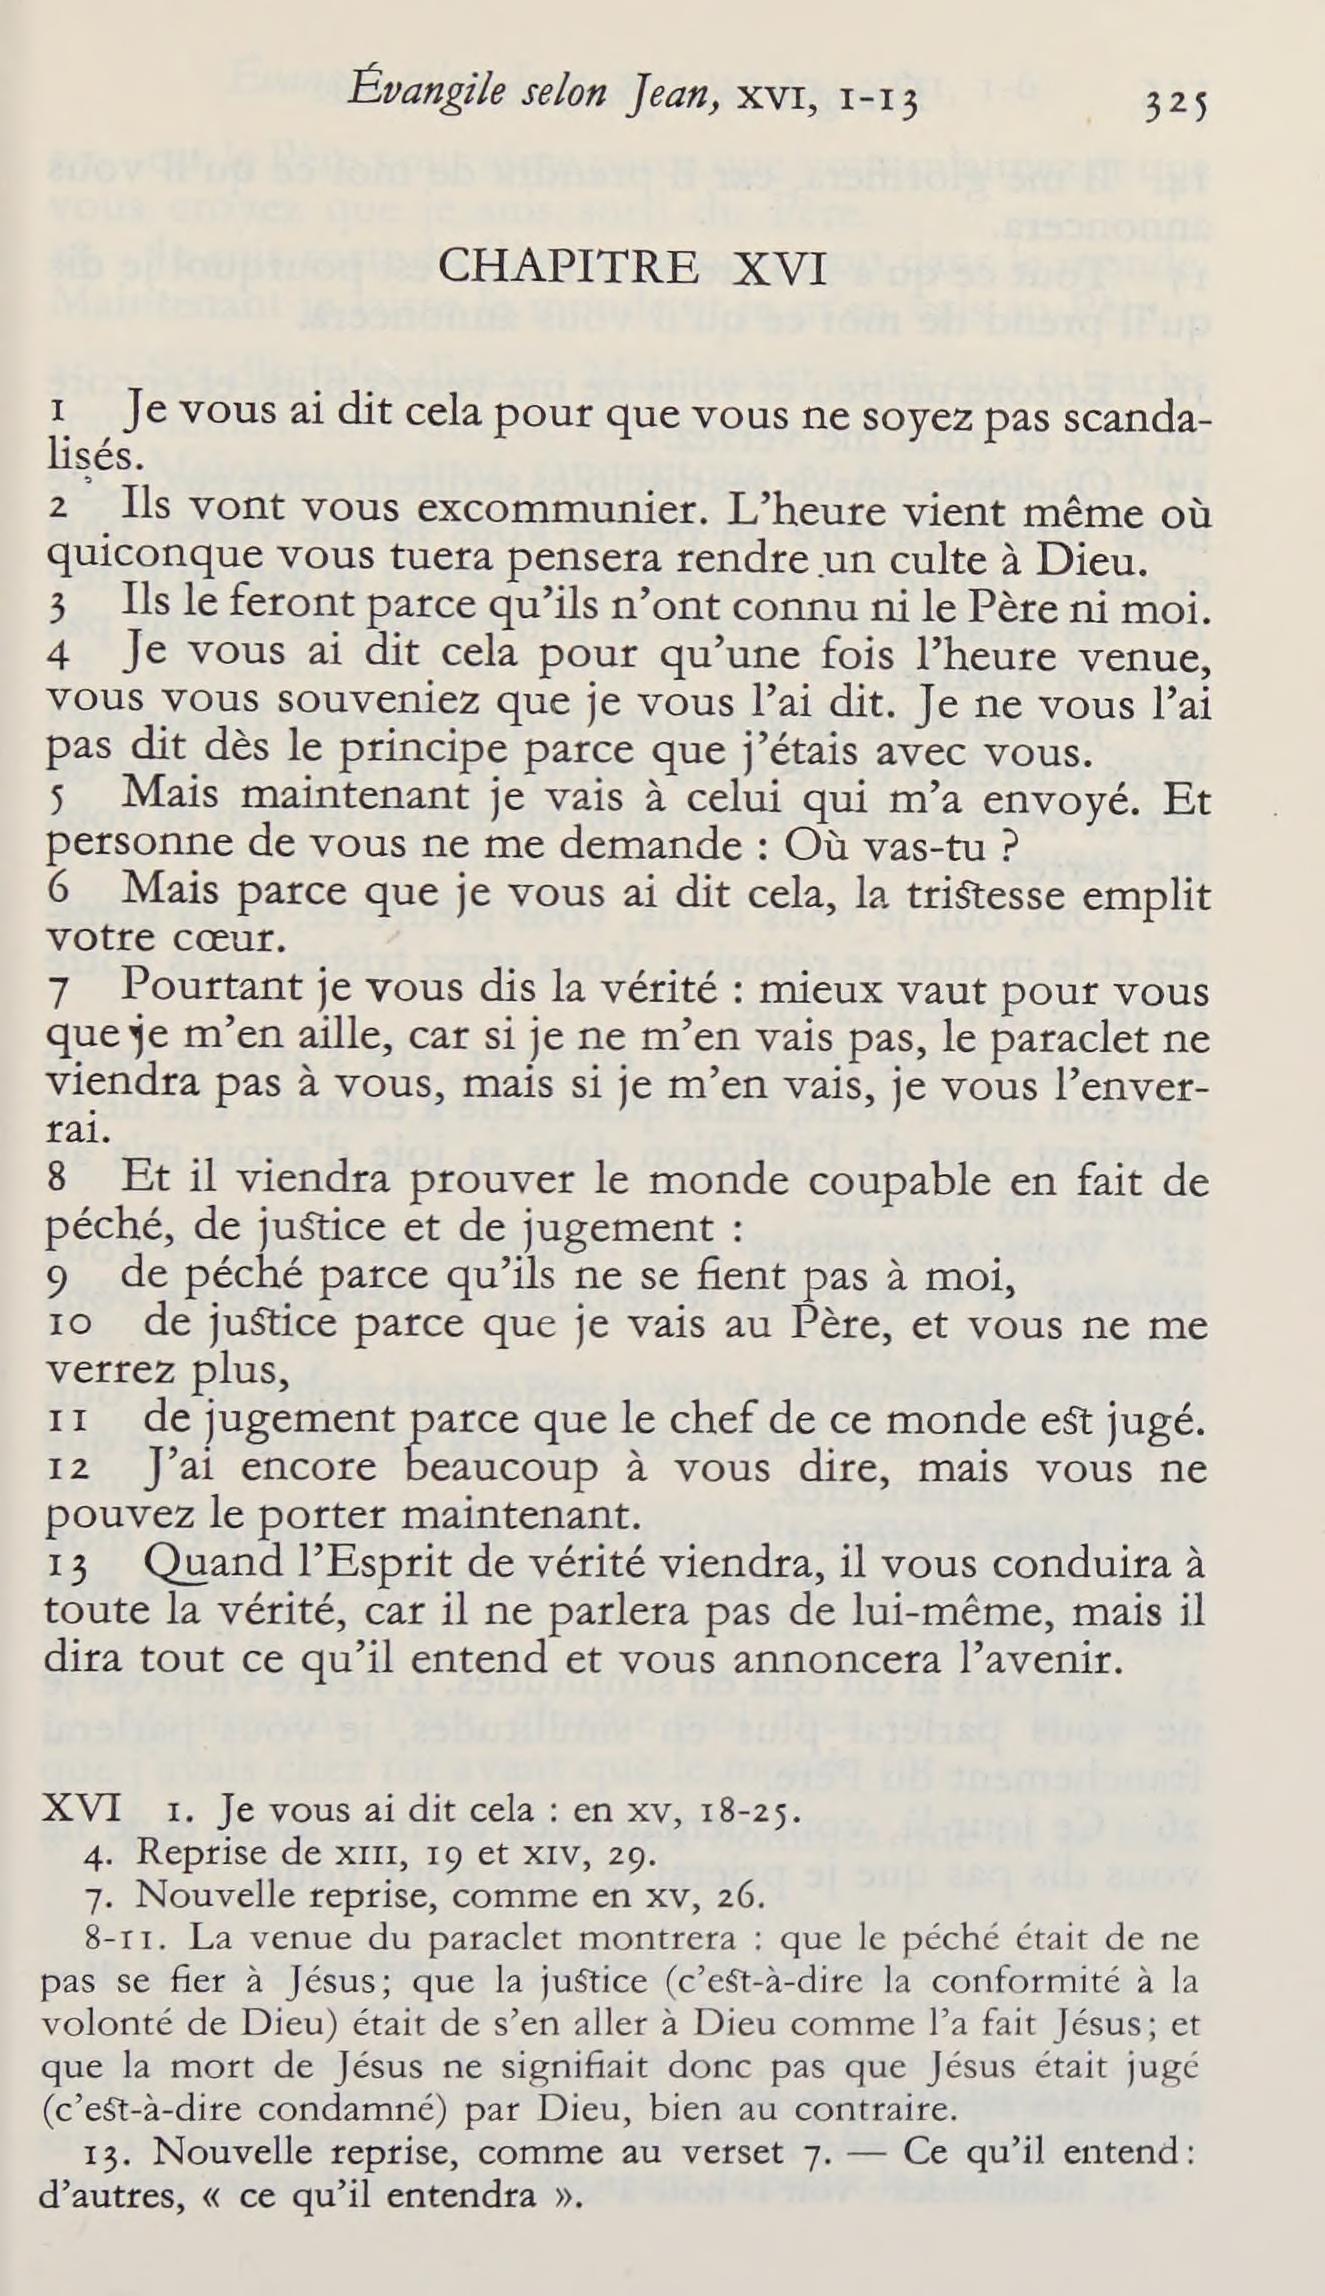 Évangile selon Jean, XVI, 1-13 325
CHAPITRE XVI
1 Je vous ai dit cela pour que vous ne soyez pas scanda-
lisés.
2 Ils vont vous excommunier. L’heure vient même où
quiconque vous tuera pensera rendre un culte à Dieu.
3 Ils le feront parce qu’ils n’ont connu ni le Père ni moi.
4 Je vous ai dit cela pour qu’une fois l’heure venue,
vous vous souveniez que je vous l’ai dit. Je ne vous l’ai
pas dit dès le principe parce que j’étais avec vous.
5 Mais maintenant je vais à celui qui m’a envoyé. Et
personne de vous ne me demande : Où vas-tu ?
6 Mais parce que je vous ai dit cela, la tristesse emplit
votre cœur.
7 Pourtant je vous dis la vérité : mieux vaut pour vous
que je m’en aille, car si je ne m’en vais pas, le paraclet ne
viendra pas à vous, mais si je m’en vais, je vous l’enver-
rai.
8 Et il viendra prouver le monde coupable en fait de
péché, de justice et de jugement :
9 de péché parce qu’ils ne se fient pas à moi,
10 de justice parce que je vais au Père, et vous ne me
verrez plus,
11 de jugement parce que le chef de ce monde est jugé.
12 J’ai encore beaucoup à vous dire, mais vous ne
pouvez le porter maintenant.
13 Quand l’Esprit de vérité viendra, il vous conduira à
toute la vérité, car il ne parlera pas de lui-même, mais il
dira tout ce qu’il entend et vous annoncera l’avenir.
XVI 1. Je vous ai dit cela : en XV, 18-25.
4. Reprise de XIII, 19 et XIV, 29.
7. Nouvelle reprise, comme en XV, 26.
8-11. La venue du paraclet montrera : que le péché était de ne
pas se fier à Jésus; que la justice (c’est-à-dire la conformité à la
volonté de Dieu) était de s’en aller à Dieu comme l’a fait Jésus; et
que la mort de Jésus ne signifiait donc pas que Jésus était jugé
(c’est-à-dire condamné) par Dieu, bien au contraire.
13. Nouvelle reprise, comme au verset 7. — Ce qu’il entend :
d’autres, « ce qu’il entendra ».